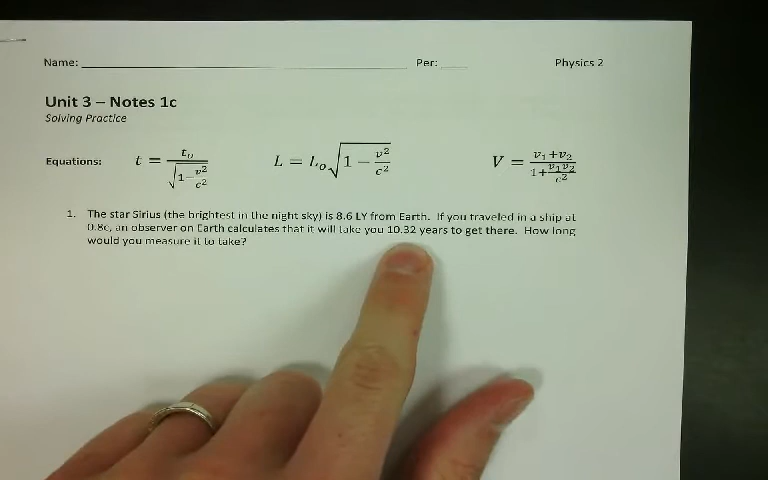 Name: ____________ Per: ____ Physics 2
Unit 3 – Notes 1c
Solving Practice
Equations: t = t₀ / √(1 − v²/c²) L = L₀√(1 − v²/c²) V = (v₁ + v₂) / (1 + v₁v₂/c²)
1. The star Sirius (the brightest in the night sky) is 8.6 LY from Earth. If you traveled in a ship at
0.8c, an observer on Earth calculates that it will take you 10.32 years to get there. How long
would you measure it to take?